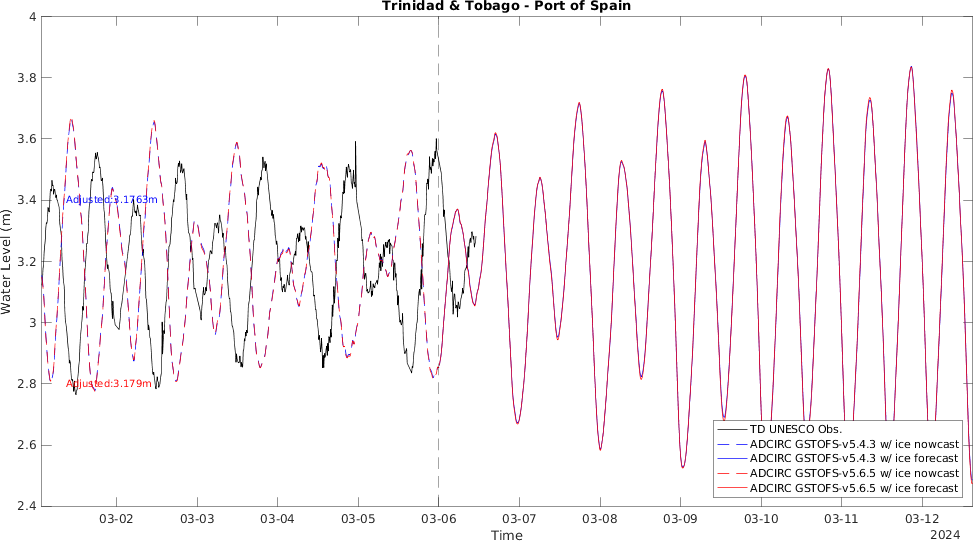 Trinidad & Tobago - Port of Spain
4
3.8
3.6
3.4
3.2
3
2.8
2.6
2.4
Water Level (m)
Adjusted:3.1763m
Adjusted:3.179m
TD UNESCO Obs.
ADCIRC GSTOFS-v5.4.3 w/ ice nowcast
ADCIRC GSTOFS-v5.4.3 w/ ice forecast
ADCIRC GSTOFS-v5.6.5 w/ ice nowcast
ADCIRC GSTOFS-v5.6.5 w/ ice forecast
03-02 03-03 03-04 03-05 03-06 03-07 03-08 03-09 03-10 03-11 03-12
Time
2024